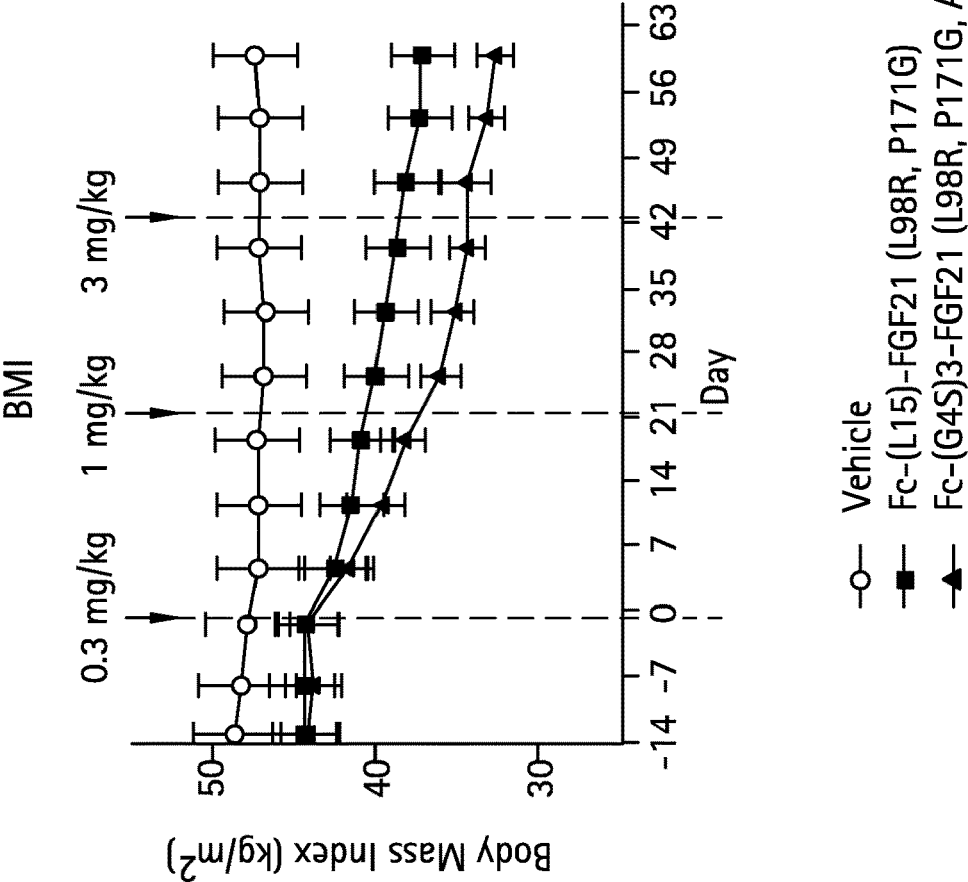 BMI
0.3 mg/kg 1 mg/kg 3 mg/kg
Body Mass Index (kg/m²)
50
40
30
-14 -7 0 7 14 21 28 35 42 49 56 63
Day
Vehicle
Fc-(L15)-FGF21 (L98R, P171G)
Fc-(G4S)3-FGF21 (L98R, P171G,